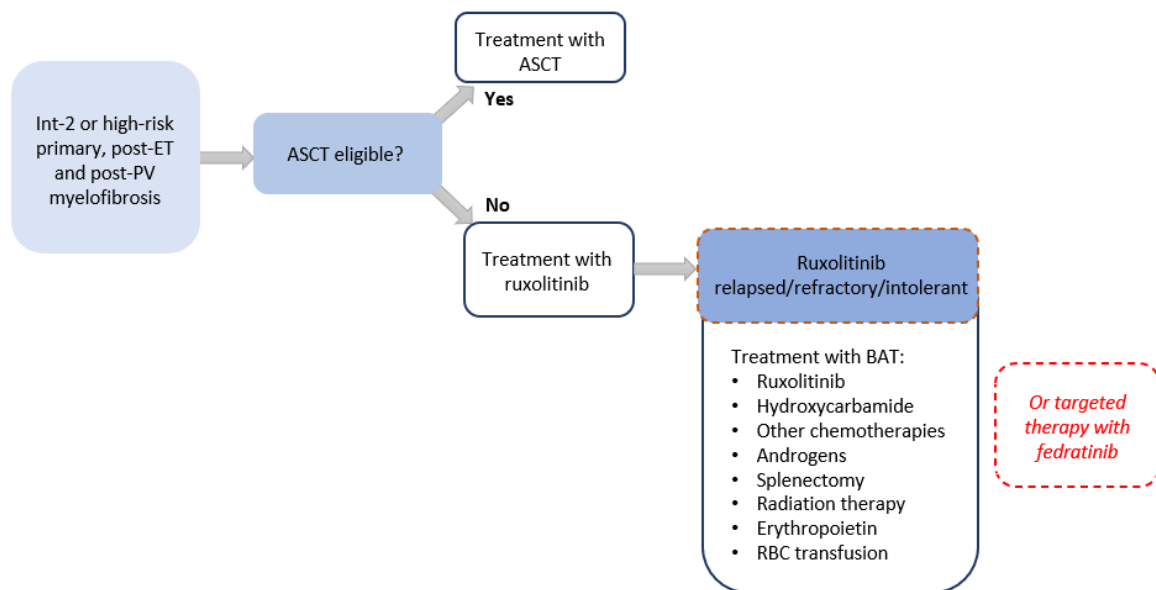 Int-2 or high-risk
primary, post-ET
and post-PV
myelofibrosis
ASCT eligible?
Yes
Treatment with
ASCT
No
Treatment with
ruxolitinib
Ruxolitinib
relapsed/refractory/intolerant
Treatment with BAT:
• Ruxolitinib
• Hydroxycarbamide
• Other chemotherapies
• Androgens
• Splenectomy
• Radiation therapy
• Erythropoietin
• RBC transfusion
Or targeted
therapy with
fedratinib